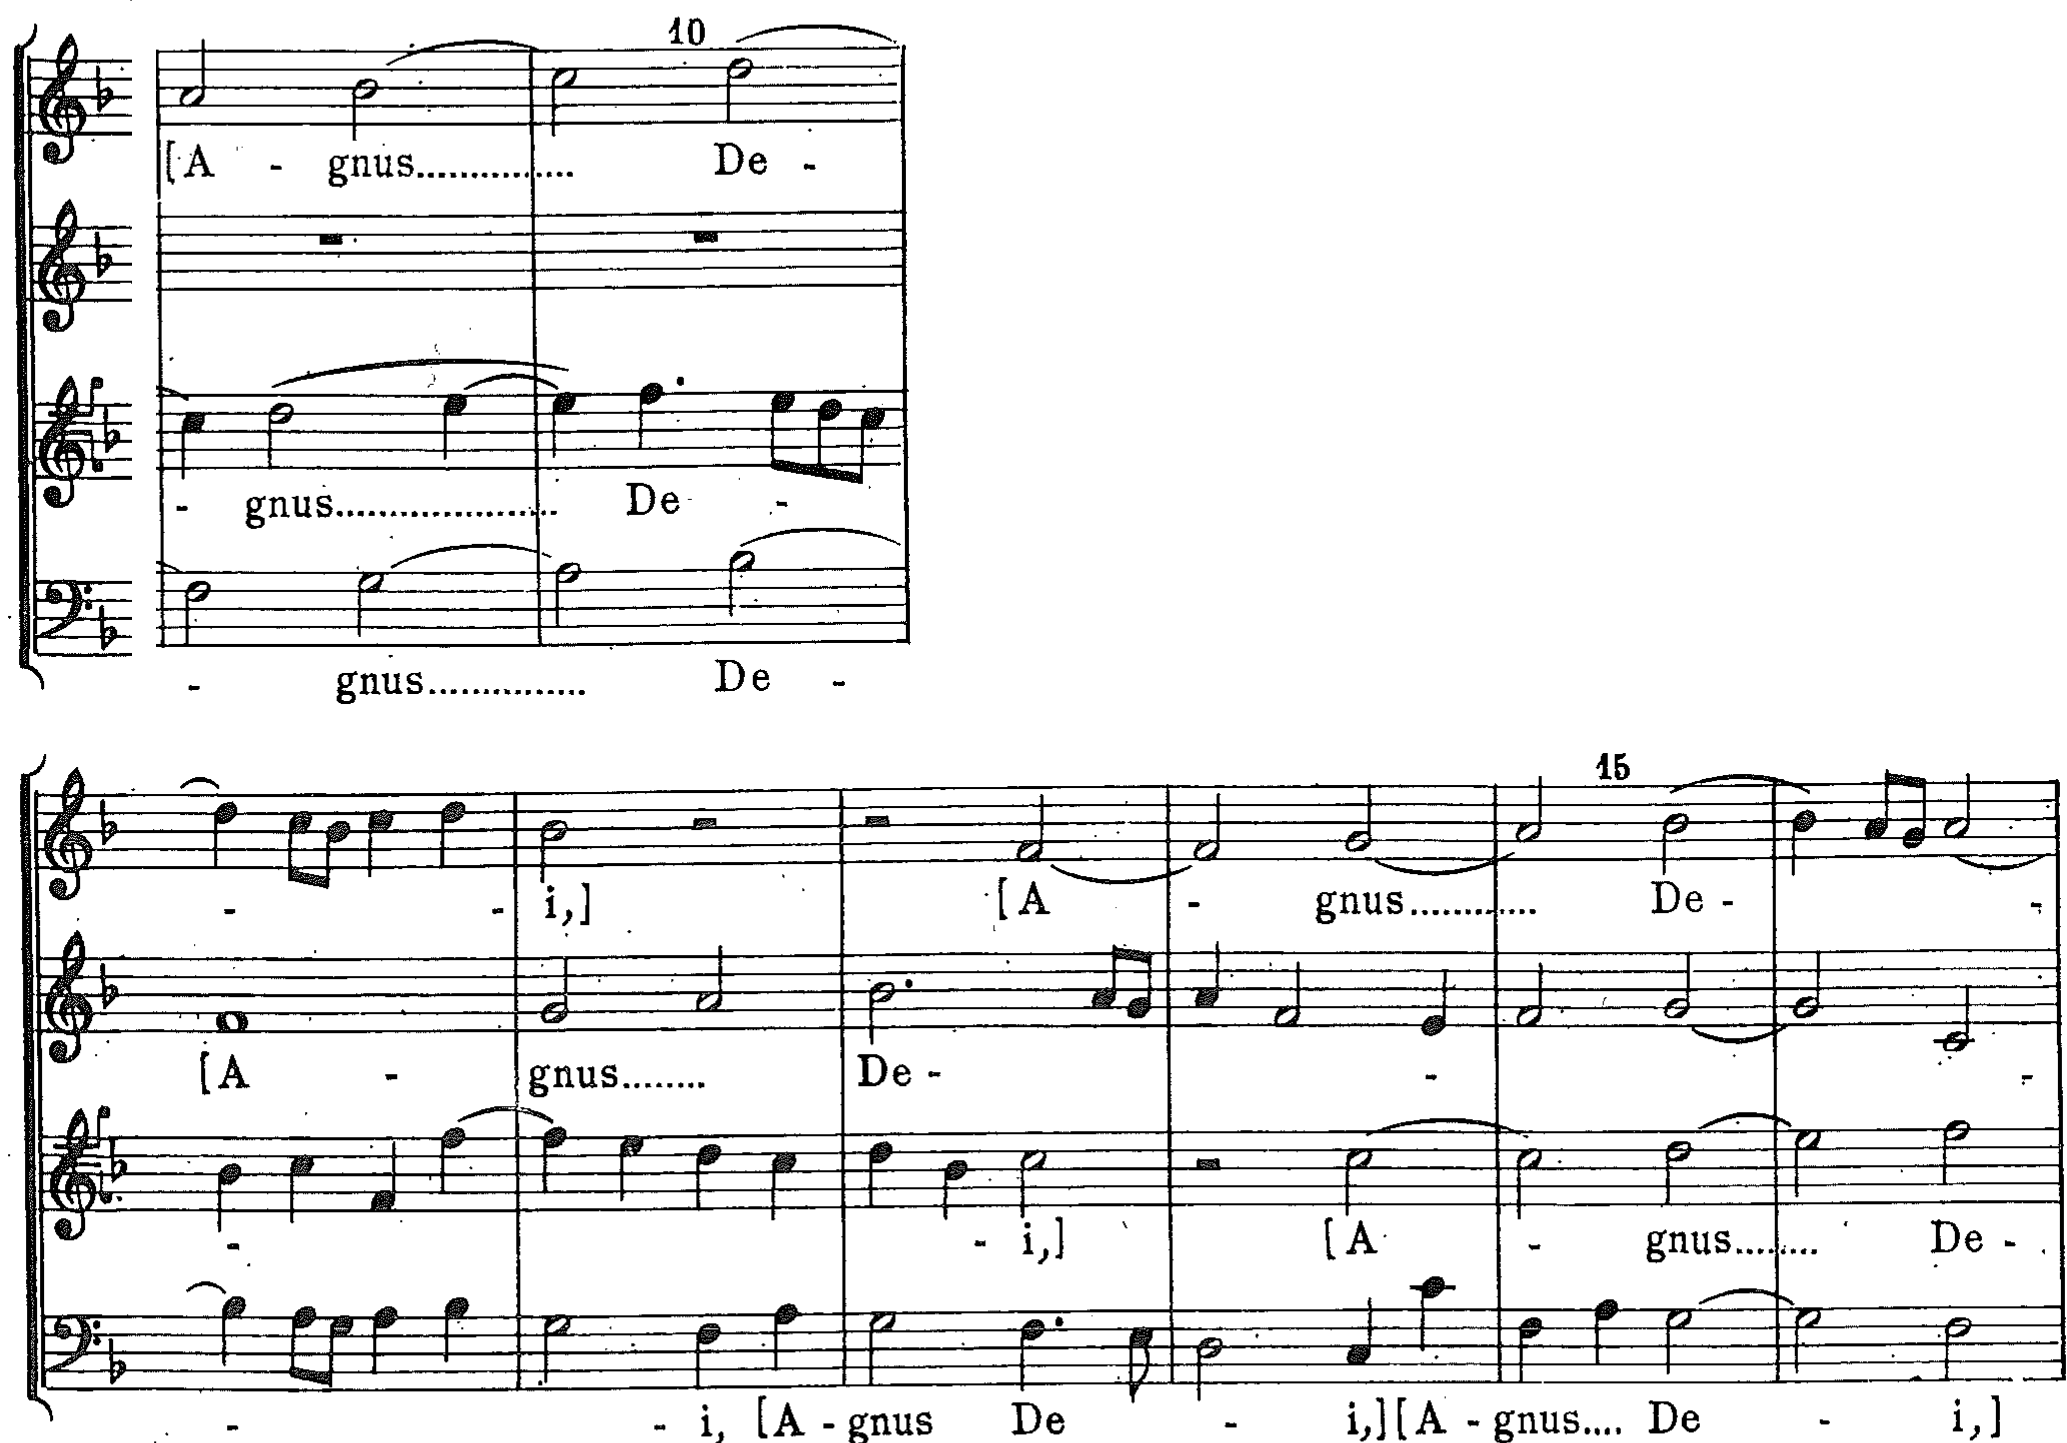 10
[A - gnus............... De -
- gnus..................... De -
- gnus............... De -
15
- - i,] [A - gnus............ De - -
[A - gnus........ De - - -
- - i,] [A - gnus........ De -
- - i, [A - gnus De - i,] [A - gnus.... De - i,]